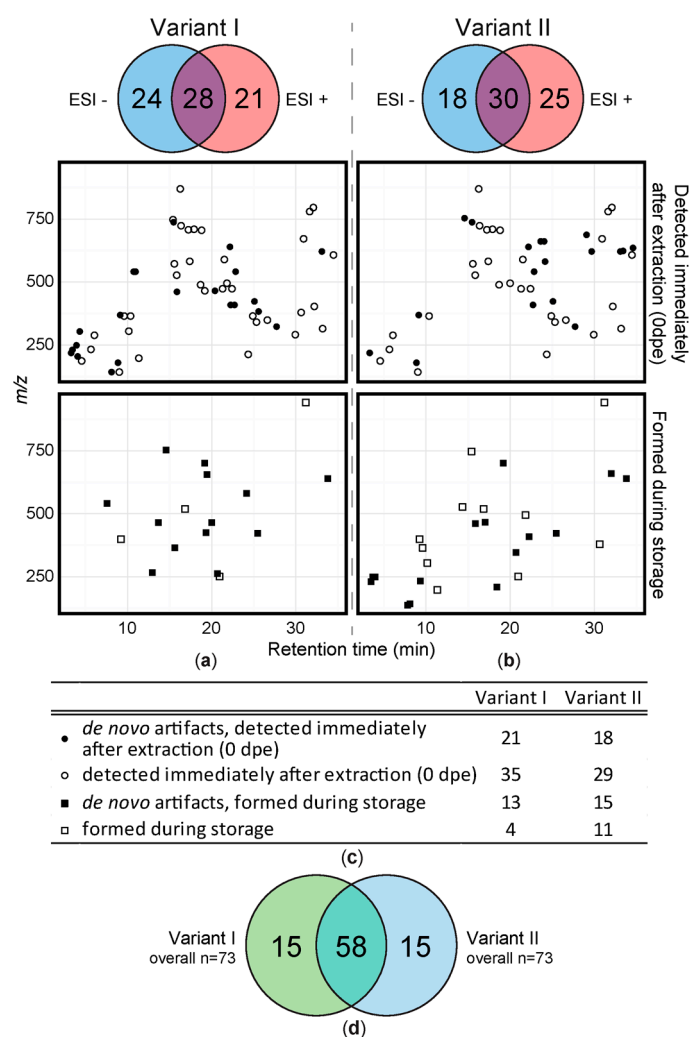 Variant I
Variant II
ESI -
24
28
21
ESI +
ESI -
18
30
25
ESI +
750
500
250
Detected immediately
after extraction (0dpe)
m/z
750
500
250
Formed during storage
10
20
30
10
20
30
(a)
Retention time (min)
(b)
Variant I Variant II
de novo artifacts, detected immediately
after extraction (0 dpe)
21
18
detected immediately after extraction (0 dpe)
35
29
de novo artifacts, formed during storage
13
15
formed during storage
4
11
(c)
Variant I
overall n=73
15
58
15
Variant II
overall n=73
(d)